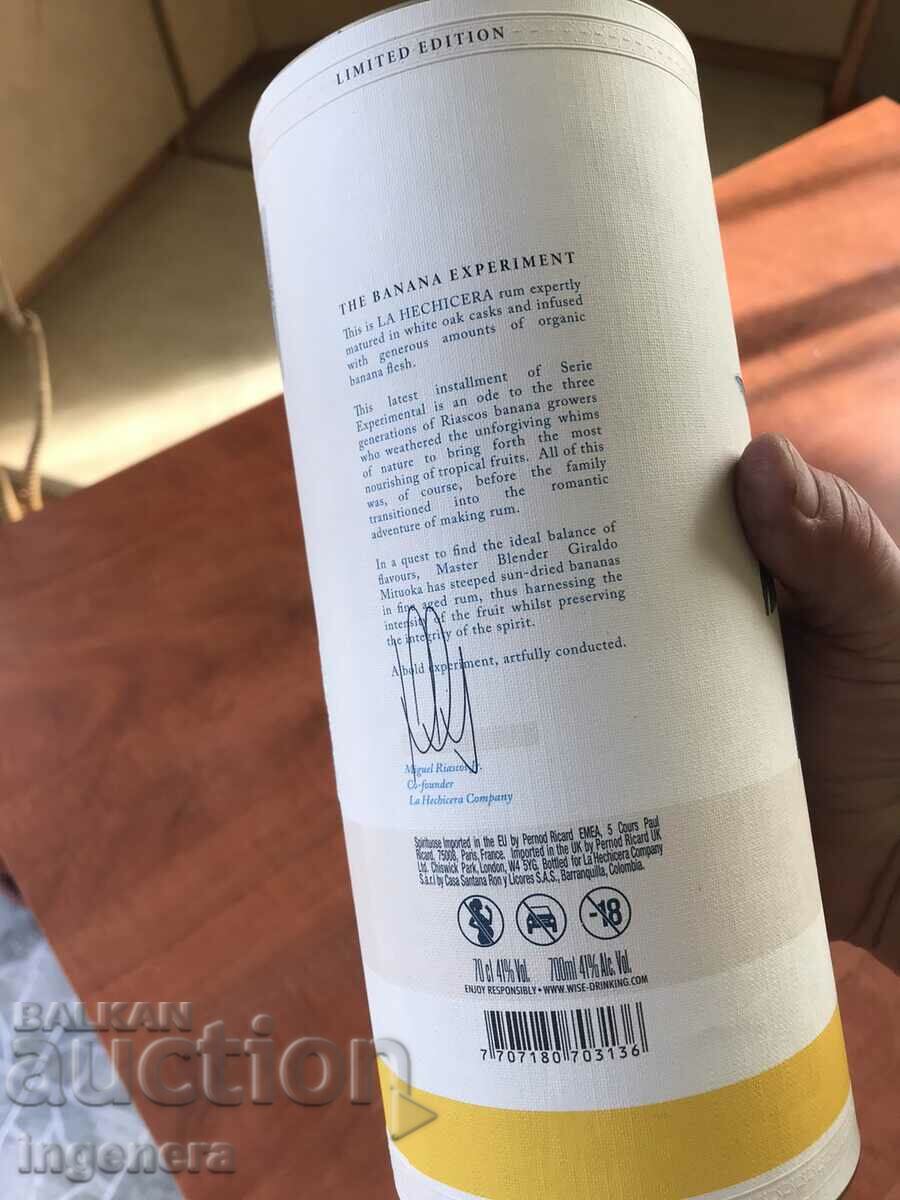 LIMITED EDITION
THE BANANA EXPERIMENT
This is LA HECHICERA rum expertly
matured in white oak casks and infused
with generous amounts of organic
banana flesh.
This latest installment of Serie
Experimental is an ode to the three
generations of Riascos banana growers
who weathered the unforgiving whims
of nature to bring forth the most
nourishing of tropical fruits. All of this
was, of course, before the family
transitioned into the romantic
adventure of making rum.
In a quest to find the ideal balance of
flavours, Master Blender Giraldo
Mituoka has steeped sun-dried bananas
in fine aged rum, thus harnessing the
intensity of the fruit whilst preserving
the integrity of the spirit.
A bold experiment, artfully conducted.
Miguel Riascos Jr.
Co-founder
La Hechicera Company
Spirituose Imported in the EU by Pernod Ricard EMEA, 5 Cours Paul
Ricard, 75008, Paris, France. Imported in the UK by Pernod Ricard UK
Ltd. Chiswick Park, London, W4 5YG. Bottled for La Hechicera Company
S.a.r.l by Casa Santana Ron y Licores S.A.S., Barranquilla, Colombia.
-18
70 cl 41% Vol. 700ml 41% Alc. Vol.
ENJOY RESPONSIBLY • WWW.WISE-DRINKING.COM
7 707180 703136
BALKAN
auction
ingenera